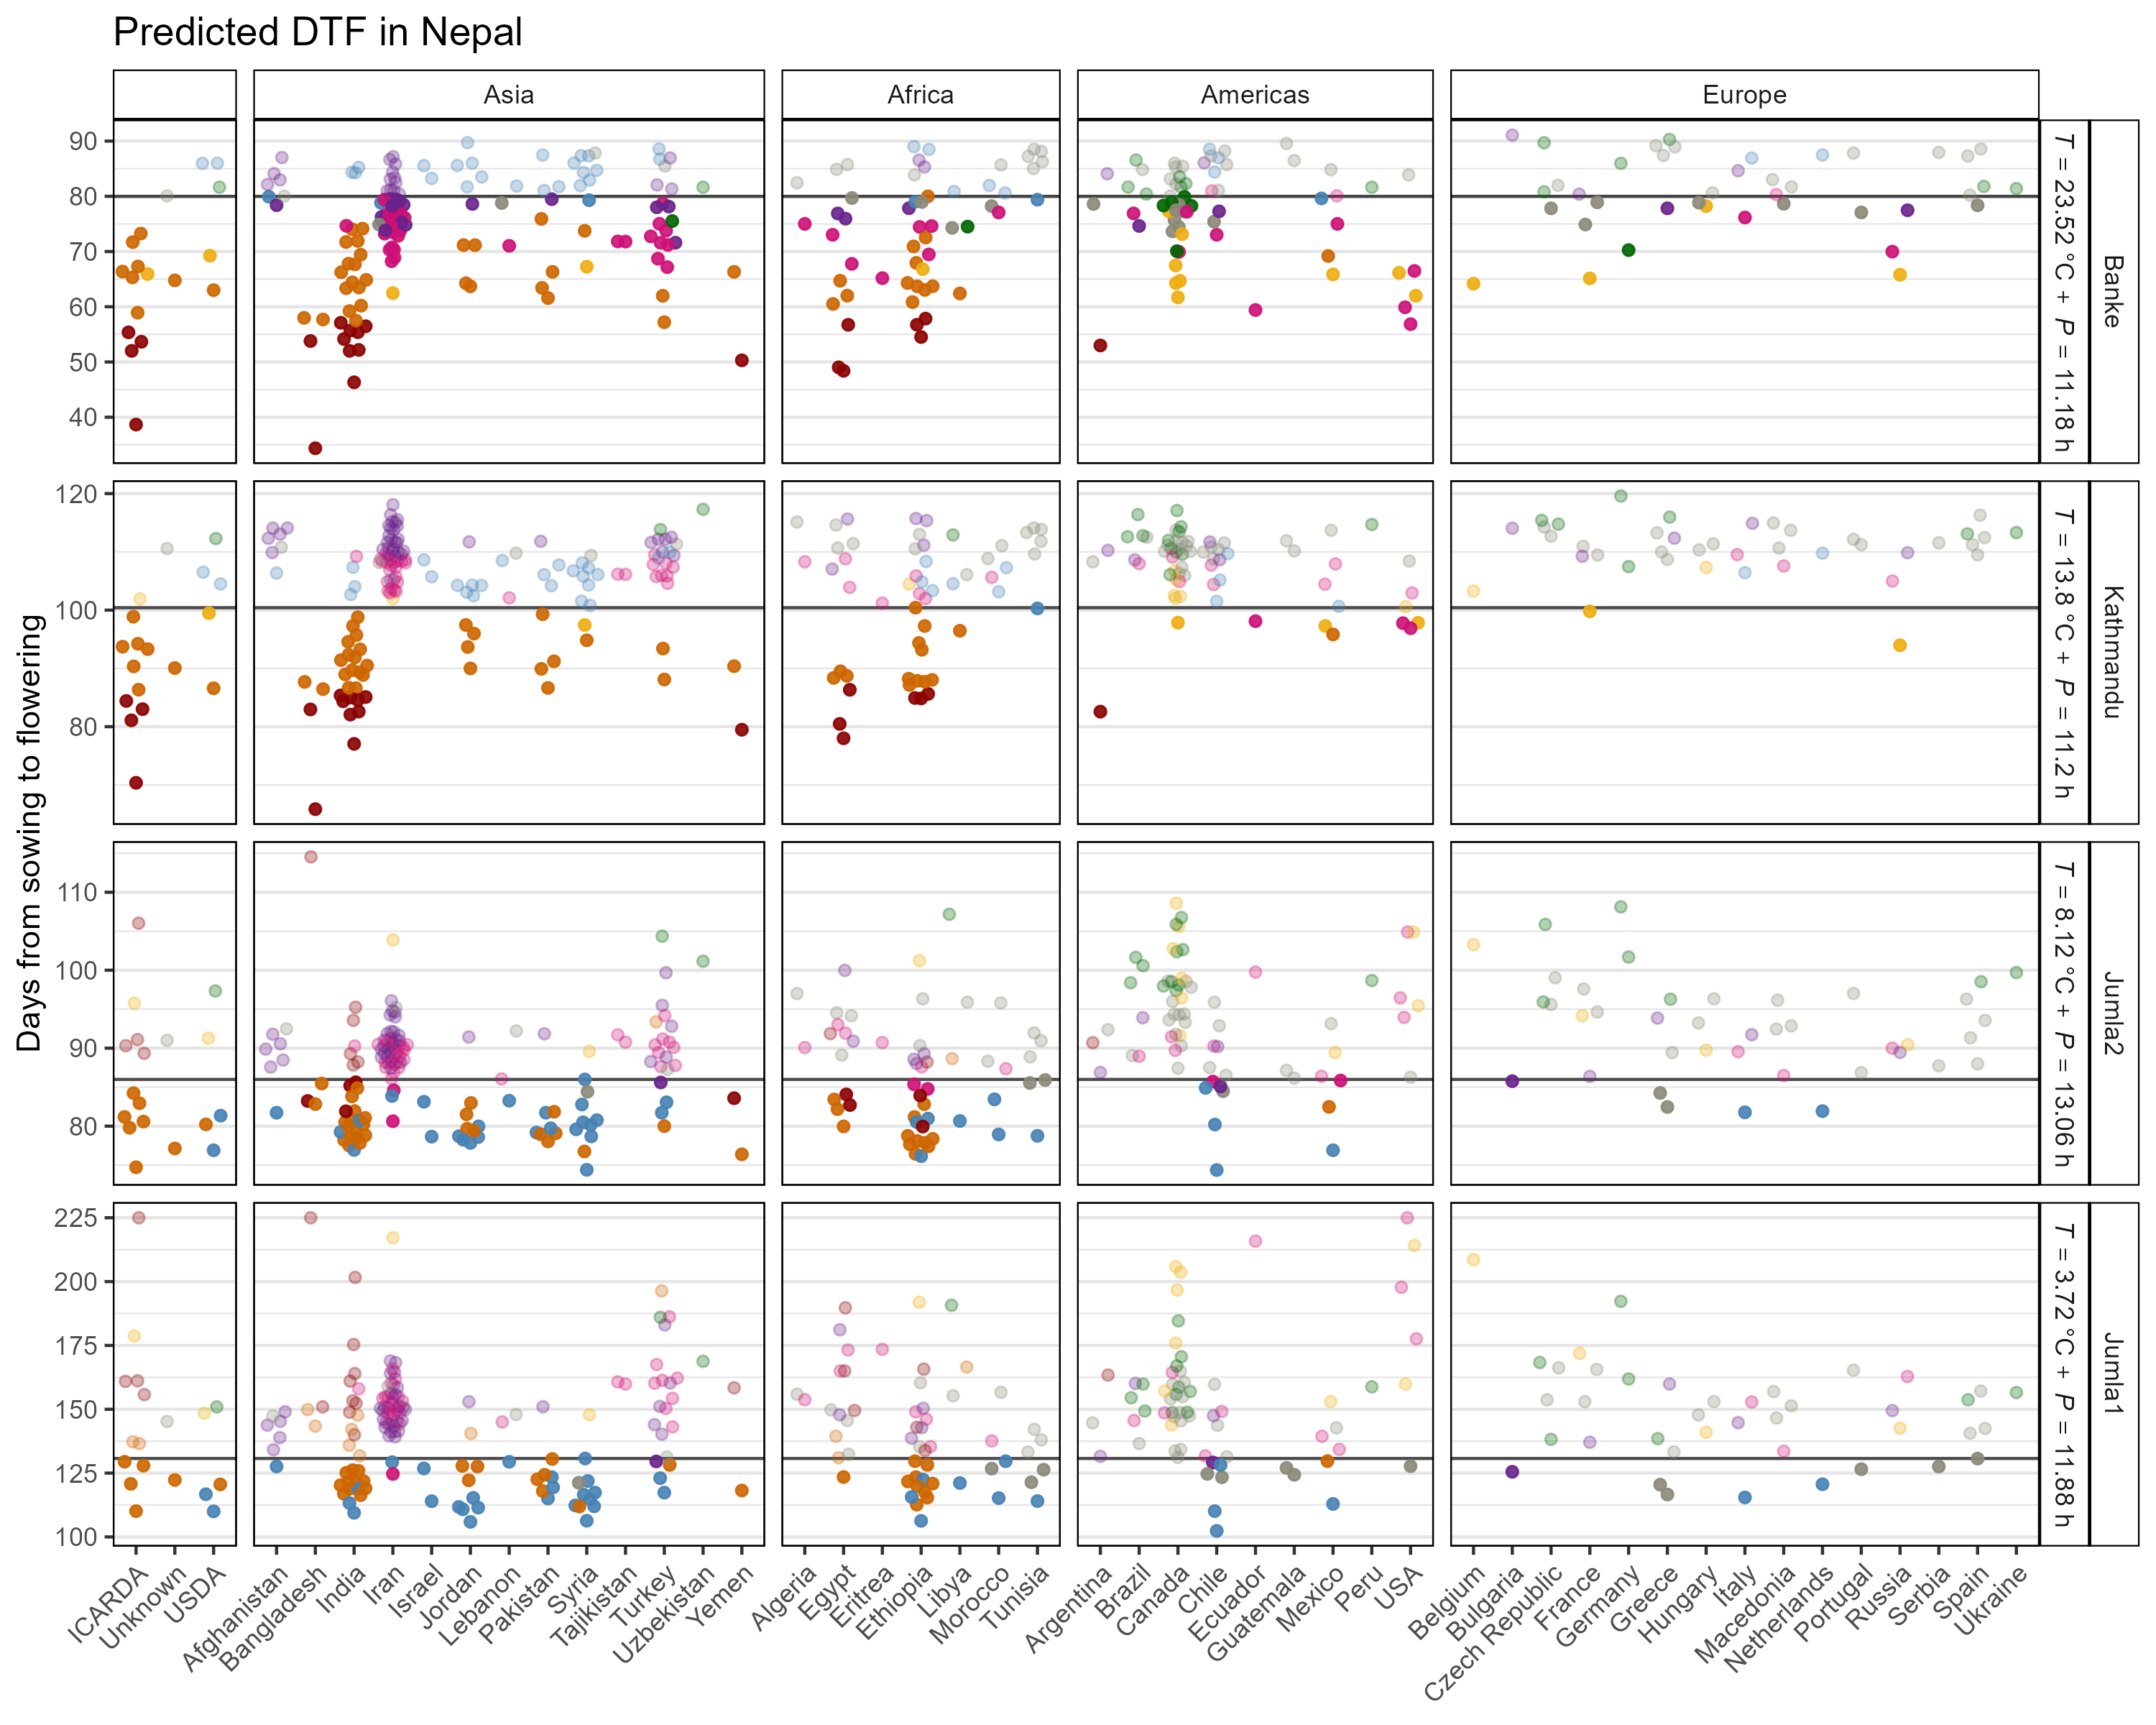 Predicted DTF in Nepal
Asia
Africa
Americas
Europe
Days from sowing to flowering
90
80
70
60
50
40
T = 23.52 °C + P = 11.18 h
Banke
120
100
80
T = 13.8 °C + P = 11.2 h
Kathmandu
110
100
90
80
T = 8.12 °C + P = 13.06 h
Jumla2
225
200
175
150
125
100
T = 3.72 °C + P = 11.88 h
Jumla1
ICARDA
Unknown
USDA
Afghanistan
Bangladesh
India
Iran
Israel
Jordan
Lebanon
Pakistan
Syria
Tajikistan
Turkey
Uzbekistan
Yemen
Algeria
Egypt
Eritrea
Ethiopia
Libya
Morocco
Tunisia
Argentina
Brazil
Canada
Chile
Ecuador
Guatemala
Mexico
Peru
USA
Belgium
Bulgaria
Czech Republic
France
Germany
Greece
Hungary
Italy
Macedonia
Netherlands
Portugal
Russia
Serbia
Spain
Ukraine